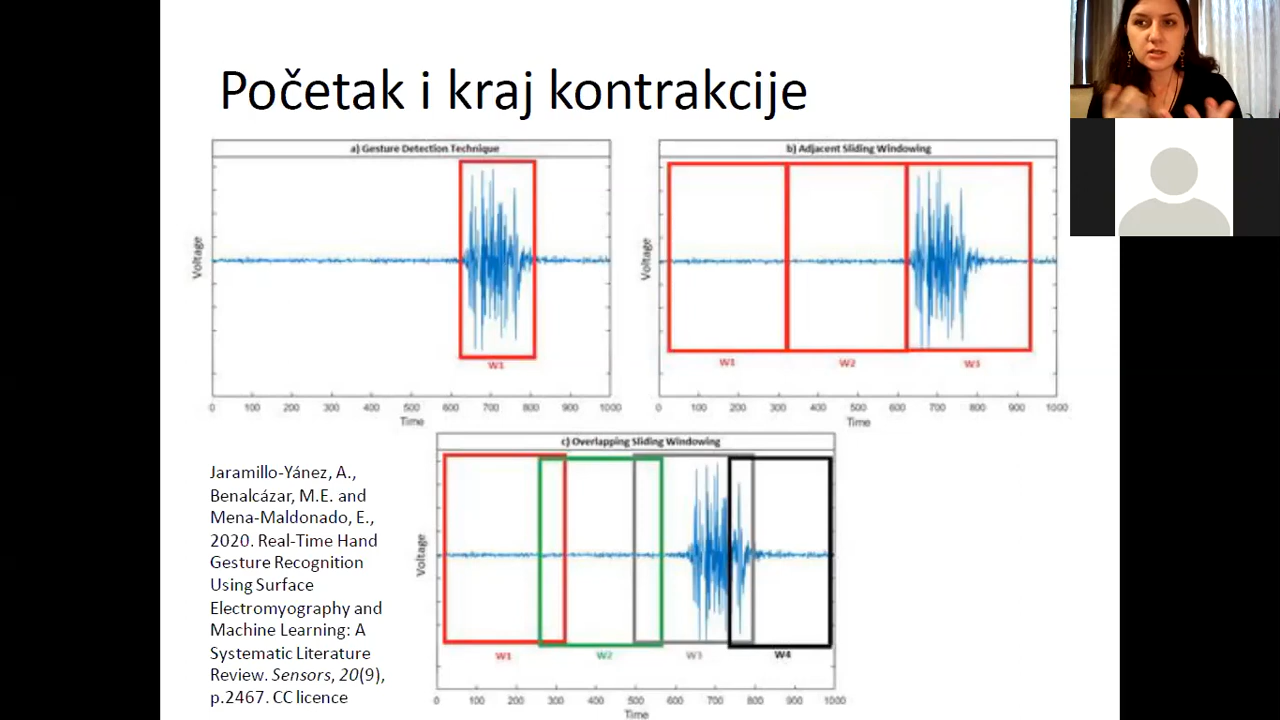 Početak i kraj kontrakcije
a) Gesture Detection Technique
Voltage
W1
0 100 200 300 400 500 600 700 800 900 1000
Time
b) Adjacent Sliding Windowing
Voltage
W1 W2 W3
0 100 200 300 400 500 600 700 800 900 1000
Time
c) Overlapping Sliding Windowing
Voltage
W1 W2 W3 W4
0 100 200 300 400 500 600 700 800 900 1000
Time
Jaramillo-Yánez, A.,
Benalcázar, M.E. and
Mena-Maldonado, E.,
2020. Real-Time Hand
Gesture Recognition
Using Surface
Electromyography and
Machine Learning: A
Systematic Literature
Review. Sensors, 20(9),
p.2467. CC licence